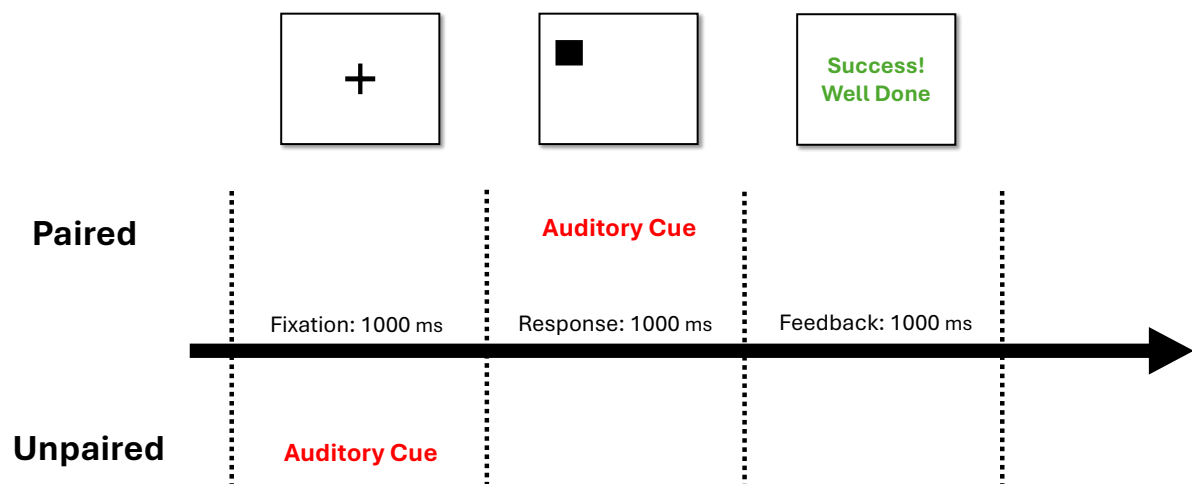 Success!
Well Done
Paired
Auditory Cue
Fixation: 1000 ms
Response: 1000 ms
Feedback: 1000 ms
Unpaired
Auditory Cue